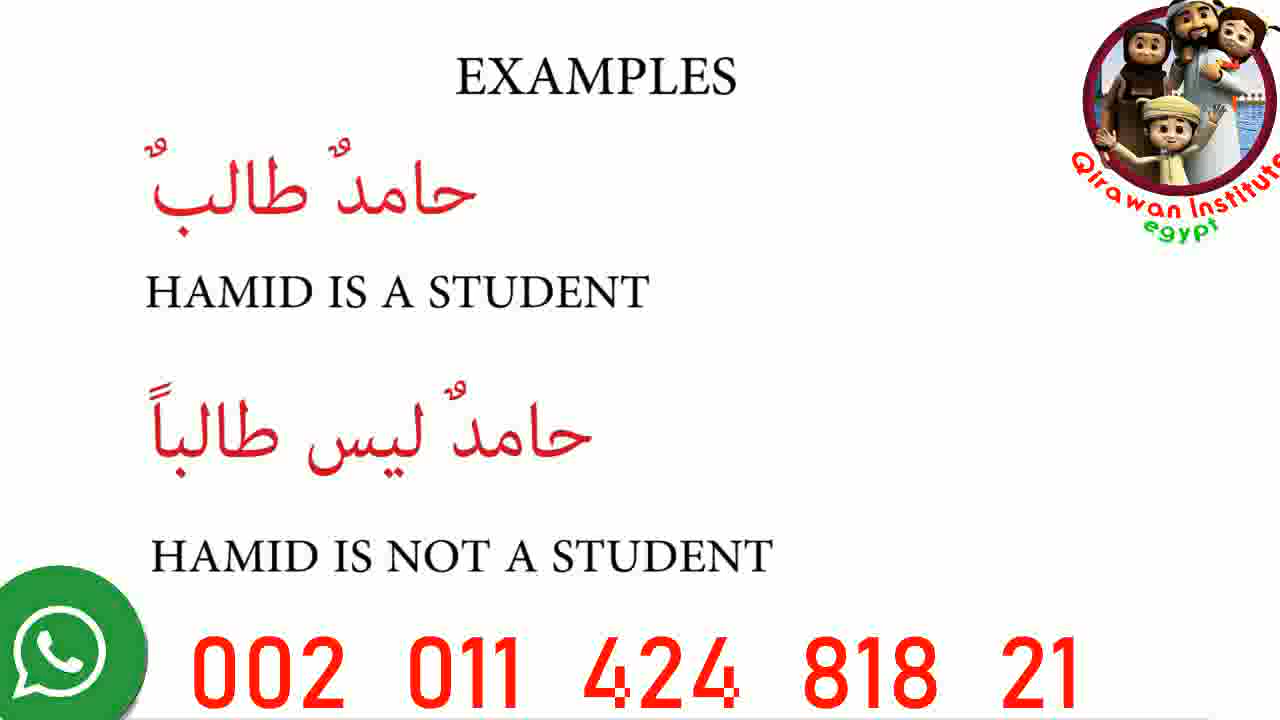 EXAMPLES
حامدٌ طالبٌ
HAMID IS A STUDENT
حامدٌ ليس طالباً
HAMID IS NOT A STUDENT
002 011 424 818 21
Qirawan Institute
egypt